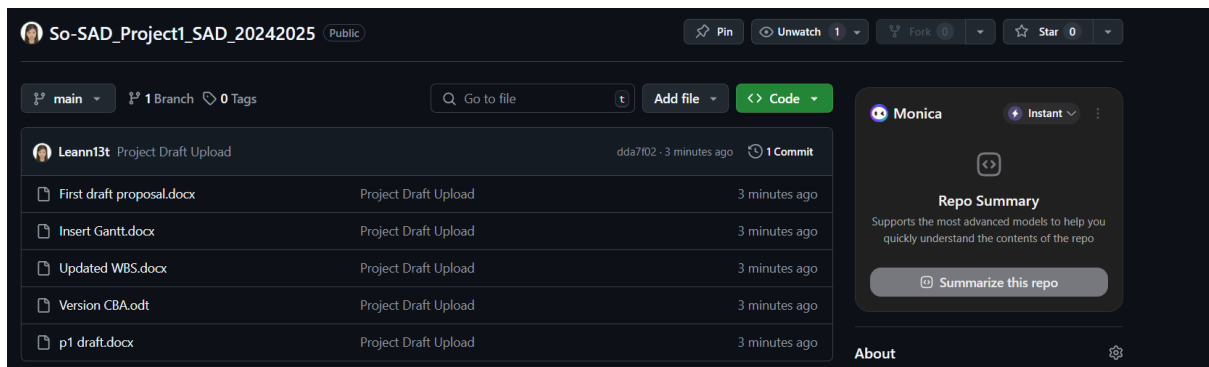 So-SAD_Project1_SAD_20242025 Public
Pin Unwatch 1 Fork 0 Star 0
main 1 Branch 0 Tags Go to file t Add file Code
Leann13t Project Draft Upload dda7f02 · 3 minutes ago 1 Commit
First draft proposal.docx Project Draft Upload 3 minutes ago
Insert Gantt.docx Project Draft Upload 3 minutes ago
Updated WBS.docx Project Draft Upload 3 minutes ago
Version CBA.odt Project Draft Upload 3 minutes ago
p1 draft.docx Project Draft Upload 3 minutes ago
Monica Instant
Repo Summary
Supports the most advanced models to help you
quickly understand the contents of the repo
Summarize this repo
About